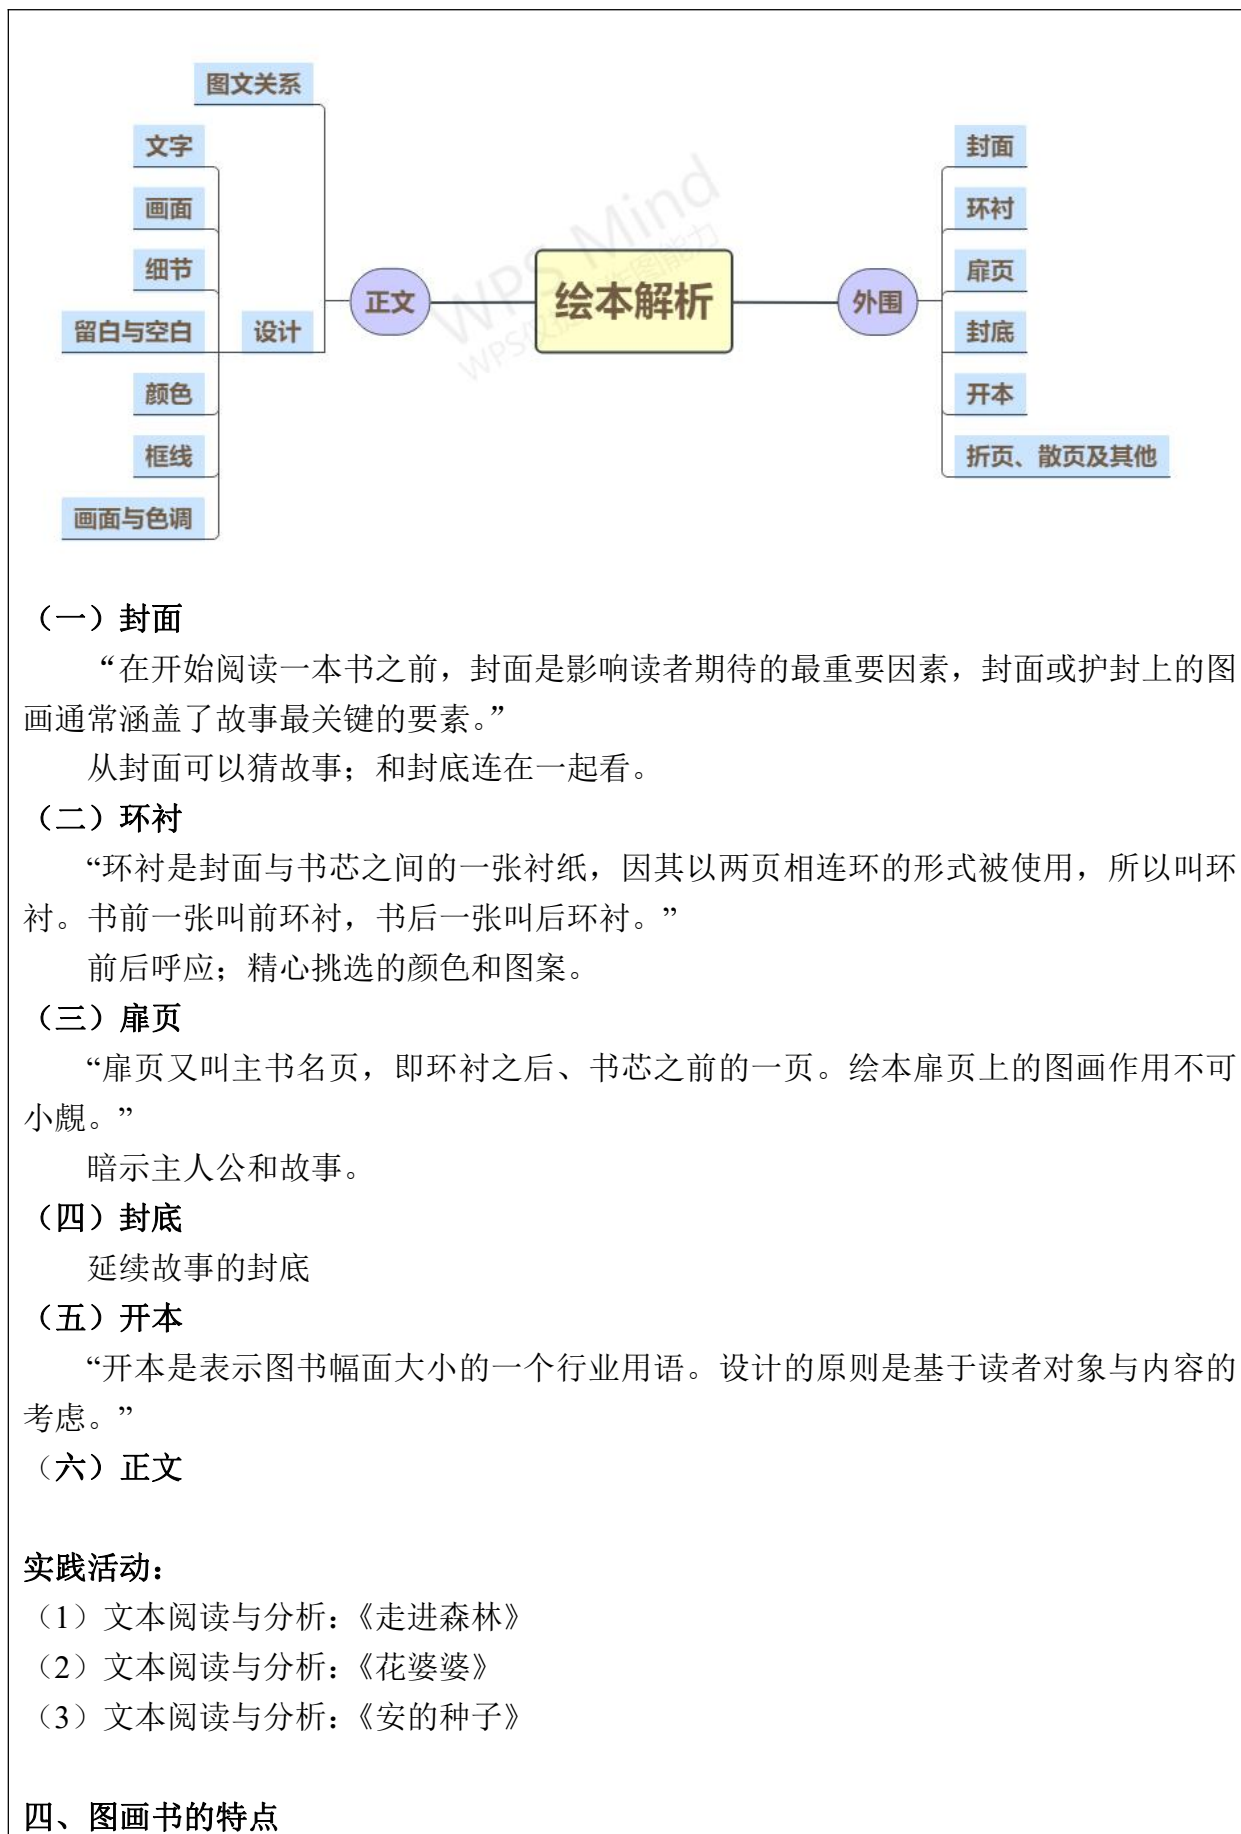 图文关系
文字
画面
细节
留白与空白
颜色
框线
画面与色调
设计
正文
绘本解析
外围
封面
环衬
扉页
封底
开本
折页、散页及其他
WPS Mind
（一）封面
“在开始阅读一本书之前，封面是影响读者期待的最重要因素，封面或护封上的图
画通常涵盖了故事最关键的要素。”
从封面可以猜故事；和封底连在一起看。
（二）环衬
“环衬是封面与书芯之间的一张衬纸，因其以两页相连环的形式被使用，所以叫环
衬。书前一张叫前环衬，书后一张叫后环衬。”
前后呼应；精心挑选的颜色和图案。
（三）扉页
“扉页又叫主书名页，即环衬之后、书芯之前的一页。绘本扉页上的图画作用不可
小觑。”
暗示主人公和故事。
（四）封底
延续故事的封底
（五）开本
“开本是表示图书幅面大小的一个行业用语。设计的原则是基于读者对象与内容的
考虑。”
（六）正文
实践活动：
（1）文本阅读与分析：《走进森林》
（2）文本阅读与分析：《花婆婆》
（3）文本阅读与分析：《安的种子》
四、图画书的特点